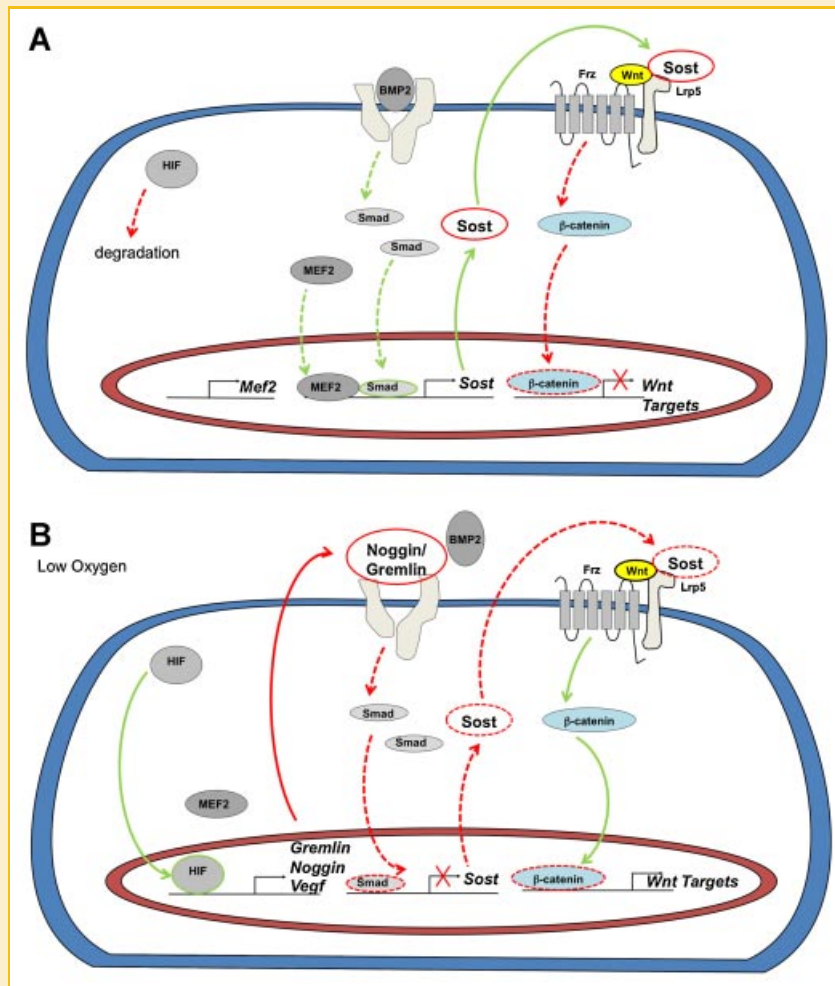 A
BMP2
Frz
Wnt
Sost
Lrp5
HIF
degradation
Smad
Smad
Sost
β-catenin
MEF2
Mef2
MEF2
Smad
Sost
β-catenin
Wnt
Targets
B
Low Oxygen
Noggin/
Gremlin
BMP2
Frz
Wnt
Sost
Lrp5
HIF
Smad
Smad
Sost
β-catenin
MEF2
HIF
Gremlin
Noggin
Vegf
Smad
Sost
β-catenin
Wnt Targets